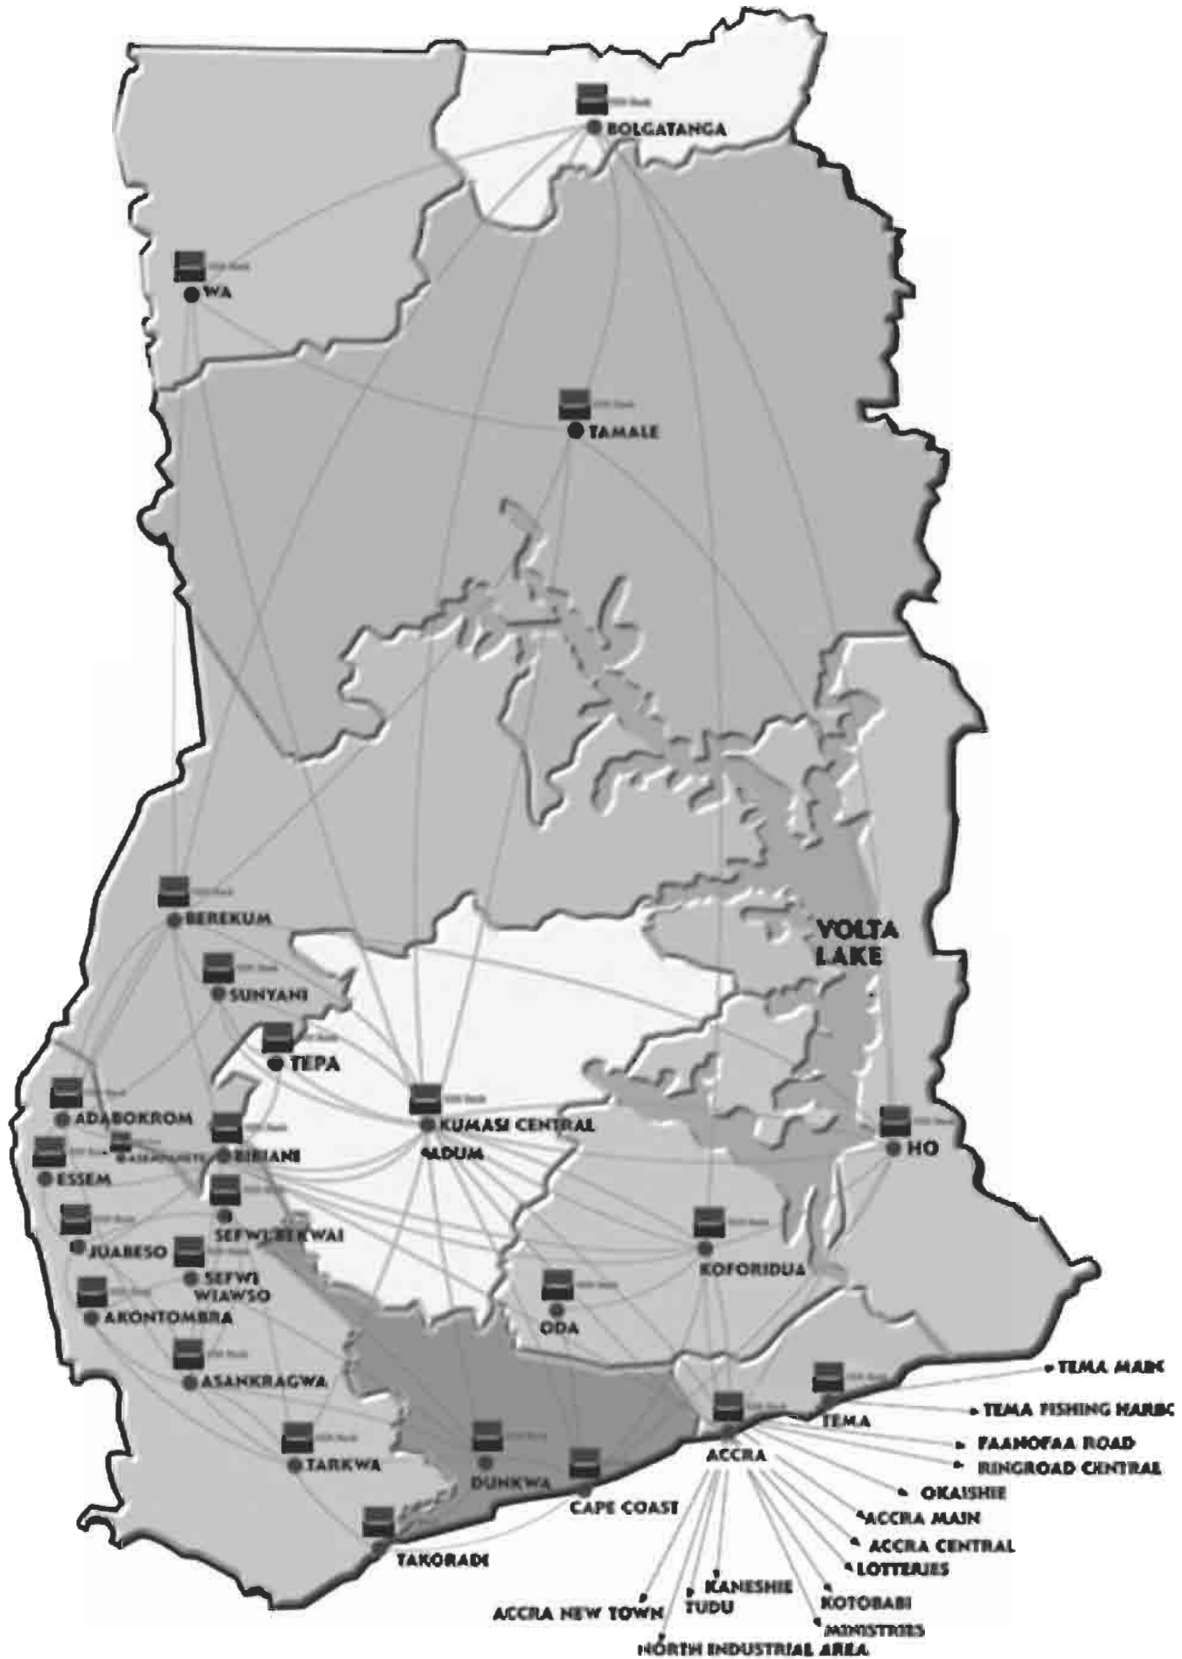 BOLGATANGA
WA
TAMALE
BEREKUM
VOLTA
LAKE
SUNYANI
TEPA
ADABOKROM
KUMASI CENTRAL
ADUM
BIBIANI
HO
ESSEM
SEFWI BEKWAI
JUABESO
KOFORIDUA
SEFWI
WIAWSO
AKONTOMBRA
ODA
ASANKRAGWA
TEMA MAIN
TEMA FISHING HARBC
TEMA
FAANOFAA ROAD
ACCRA
RINGROAD CENTRAL
TARKWA
DUNKWA
OKAISHIE
CAPE COAST
ACCRA MAIN
ACCRA CENTRAL
TAKORADI
LOTTERIES
KANESHIE
KOTOBABI
TUDU
ACCRA NEW TOWN
MINISTRIES
NORTH INDUSTRIAL AREA